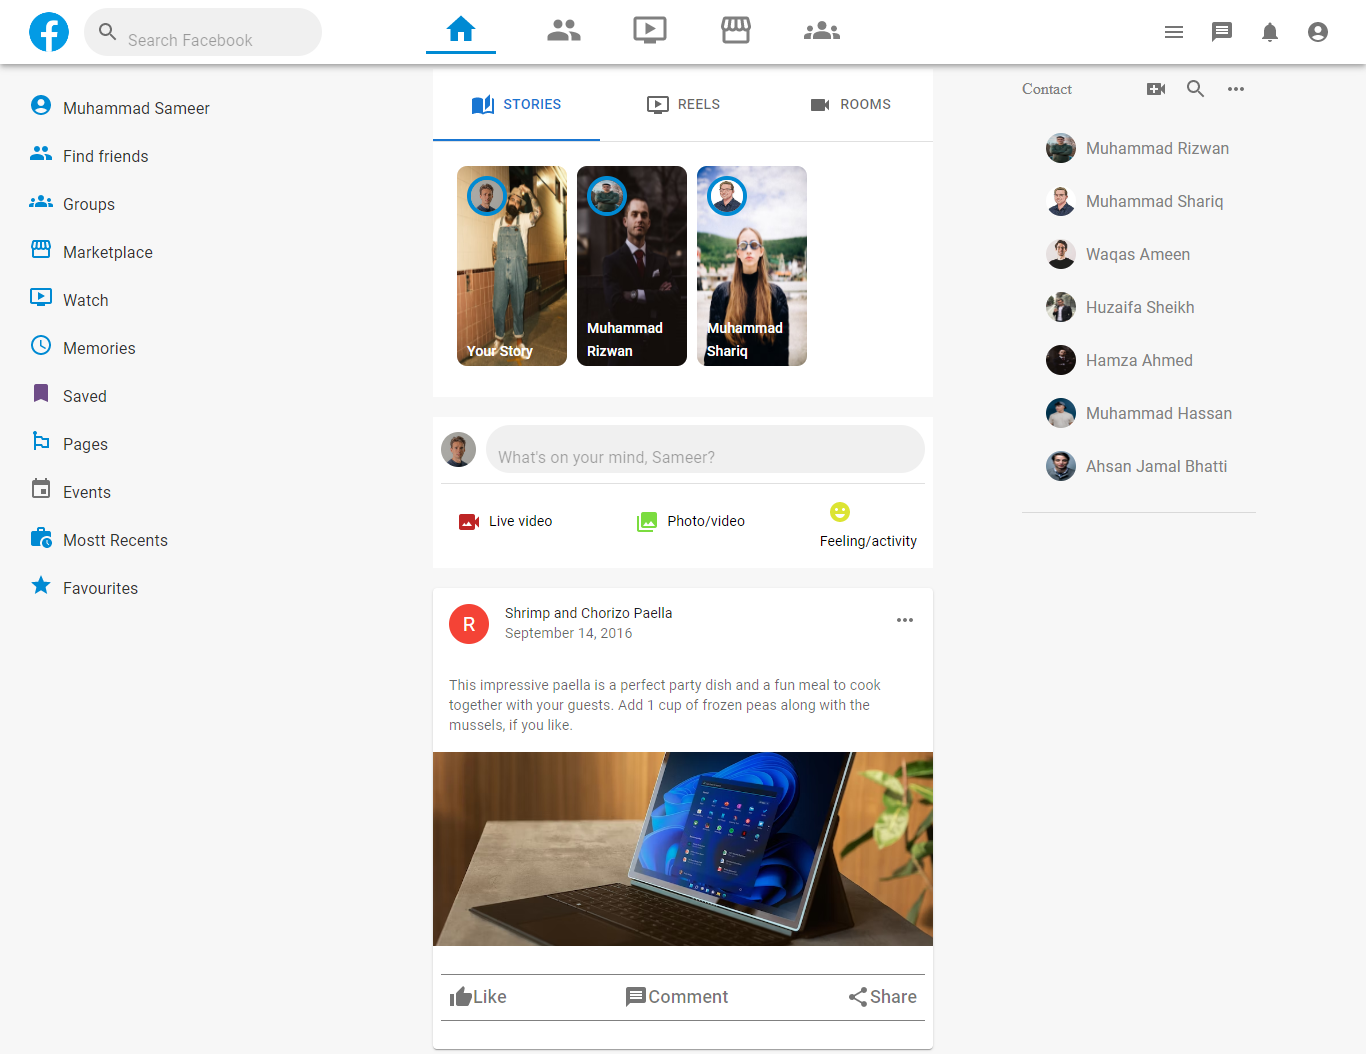 Search Facebook
Muhammad Sameer
Find friends
Groups
Marketplace
Watch
Memories
Saved
Pages
Events
Mostt Recents
Favourites
STORIES
REELS
ROOMS
Your Story
Muhammad
Rizwan
Muhammad
Shariq
What's on your mind, Sameer?
Live video
Photo/video
Feeling/activity
R
Shrimp and Chorizo Paella
September 14, 2016
This impressive paella is a perfect party dish and a fun meal to cook
together with your guests. Add 1 cup of frozen peas along with the
mussels, if you like.
Like
Comment
Share
Contact
Muhammad Rizwan
Muhammad Shariq
Waqas Ameen
Huzaifa Sheikh
Hamza Ahmed
Muhammad Hassan
Ahsan Jamal Bhatti